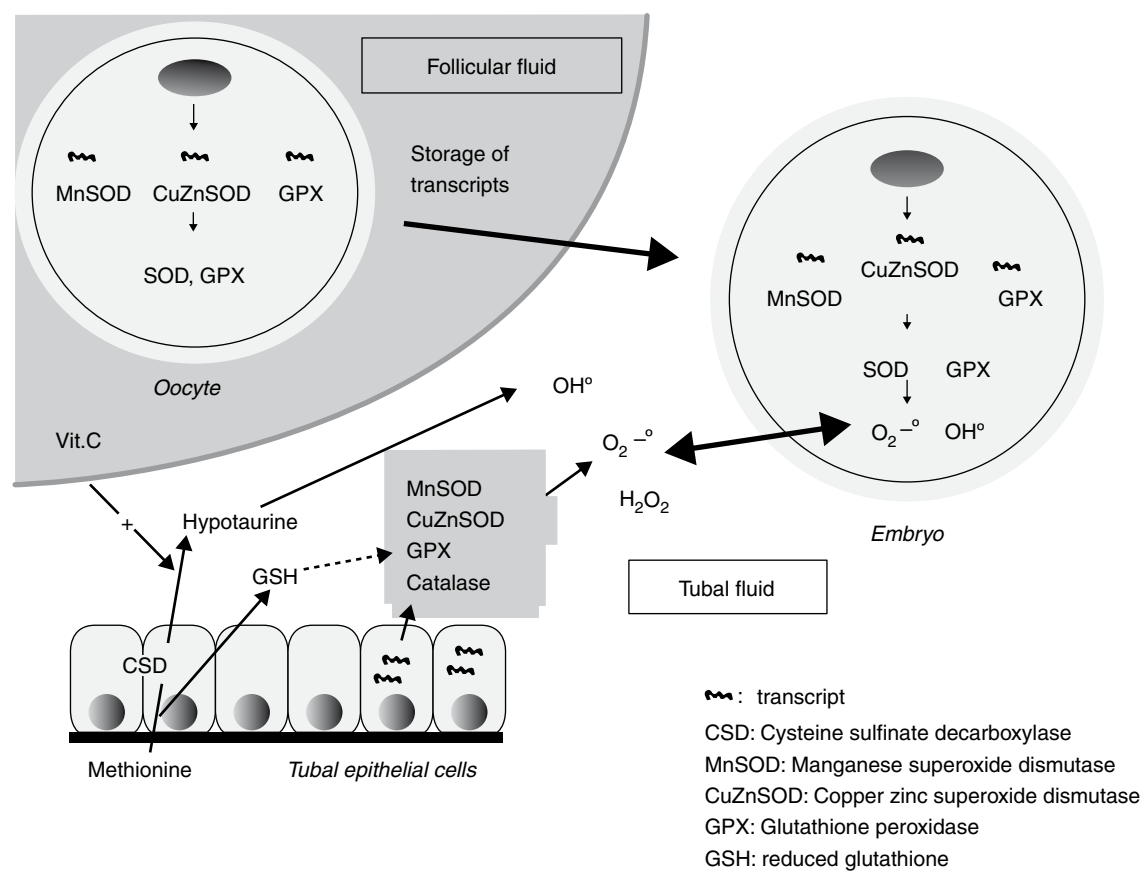 Follicular fluid
Storage of
transcripts
MnSOD CuZnSOD GPX
SOD, GPX
Oocyte
Vit.C
CuZnSOD
MnSOD
GPX
SOD GPX
O₂ –º OHº
Embryo
OHº
O₂ –º
H₂O₂
MnSOD
CuZnSOD
GPX
Catalase
+
Hypotaurine
GSH
Tubal fluid
CSD
Methionine
Tubal epithelial cells
: transcript
CSD: Cysteine sulfinate decarboxylase
MnSOD: Manganese superoxide dismutase
CuZnSOD: Copper zinc superoxide dismutase
GPX: Glutathione peroxidase
GSH: reduced glutathione